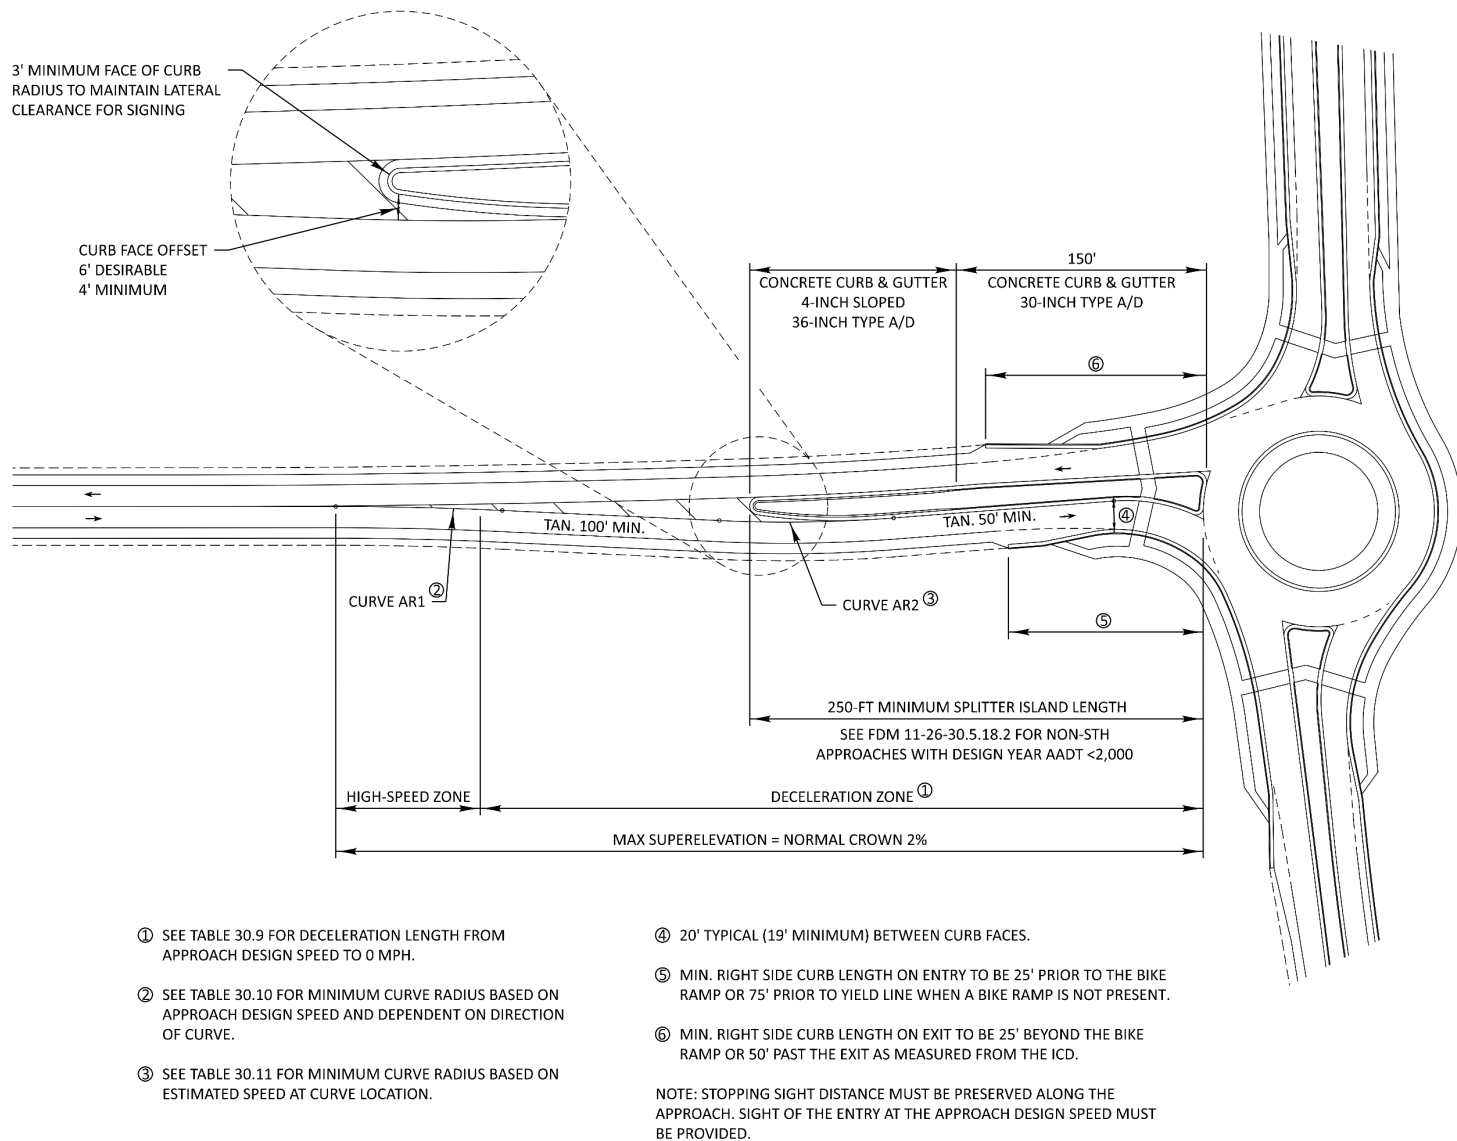 3' MINIMUM FACE OF CURB
RADIUS TO MAINTAIN LATERAL
CLEARANCE FOR SIGNING
CURB FACE OFFSET
6' DESIRABLE
4' MINIMUM
CONCRETE CURB & GUTTER
4-INCH SLOPED
36-INCH TYPE A/D
150'
CONCRETE CURB & GUTTER
30-INCH TYPE A/D
⑥
TAN. 100' MIN.
TAN. 50' MIN.
④
CURVE AR1 ②
CURVE AR2 ③
⑤
250-FT MINIMUM SPLITTER ISLAND LENGTH
SEE FDM 11-26-30.5.18.2 FOR NON-STH
APPROACHES WITH DESIGN YEAR AADT <2,000
HIGH-SPEED ZONE
DECELERATION ZONE ①
MAX SUPERELEVATION = NORMAL CROWN 2%
① SEE TABLE 30.9 FOR DECELERATION LENGTH FROM
APPROACH DESIGN SPEED TO 0 MPH.
② SEE TABLE 30.10 FOR MINIMUM CURVE RADIUS BASED ON
APPROACH DESIGN SPEED AND DEPENDENT ON DIRECTION
OF CURVE.
③ SEE TABLE 30.11 FOR MINIMUM CURVE RADIUS BASED ON
ESTIMATED SPEED AT CURVE LOCATION.
④ 20' TYPICAL (19' MINIMUM) BETWEEN CURB FACES.
⑤ MIN. RIGHT SIDE CURB LENGTH ON ENTRY TO BE 25' PRIOR TO THE BIKE
RAMP OR 75' PRIOR TO YIELD LINE WHEN A BIKE RAMP IS NOT PRESENT.
⑥ MIN. RIGHT SIDE CURB LENGTH ON EXIT TO BE 25' BEYOND THE BIKE
RAMP OR 50' PAST THE EXIT AS MEASURED FROM THE ICD.
NOTE: STOPPING SIGHT DISTANCE MUST BE PRESERVED ALONG THE
APPROACH. SIGHT OF THE ENTRY AT THE APPROACH DESIGN SPEED MUST
BE PROVIDED.